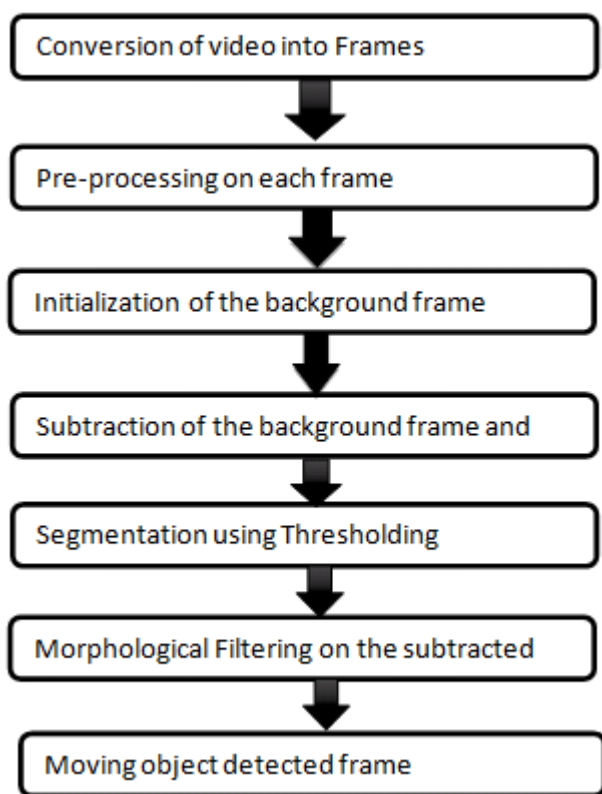 Conversion of video into Frames
Pre-processing on each frame
Initialization of the background frame
Subtraction of the background frame and
Segmentation using Thresholding
Morphological Filtering on the subtracted
Moving object detected frame